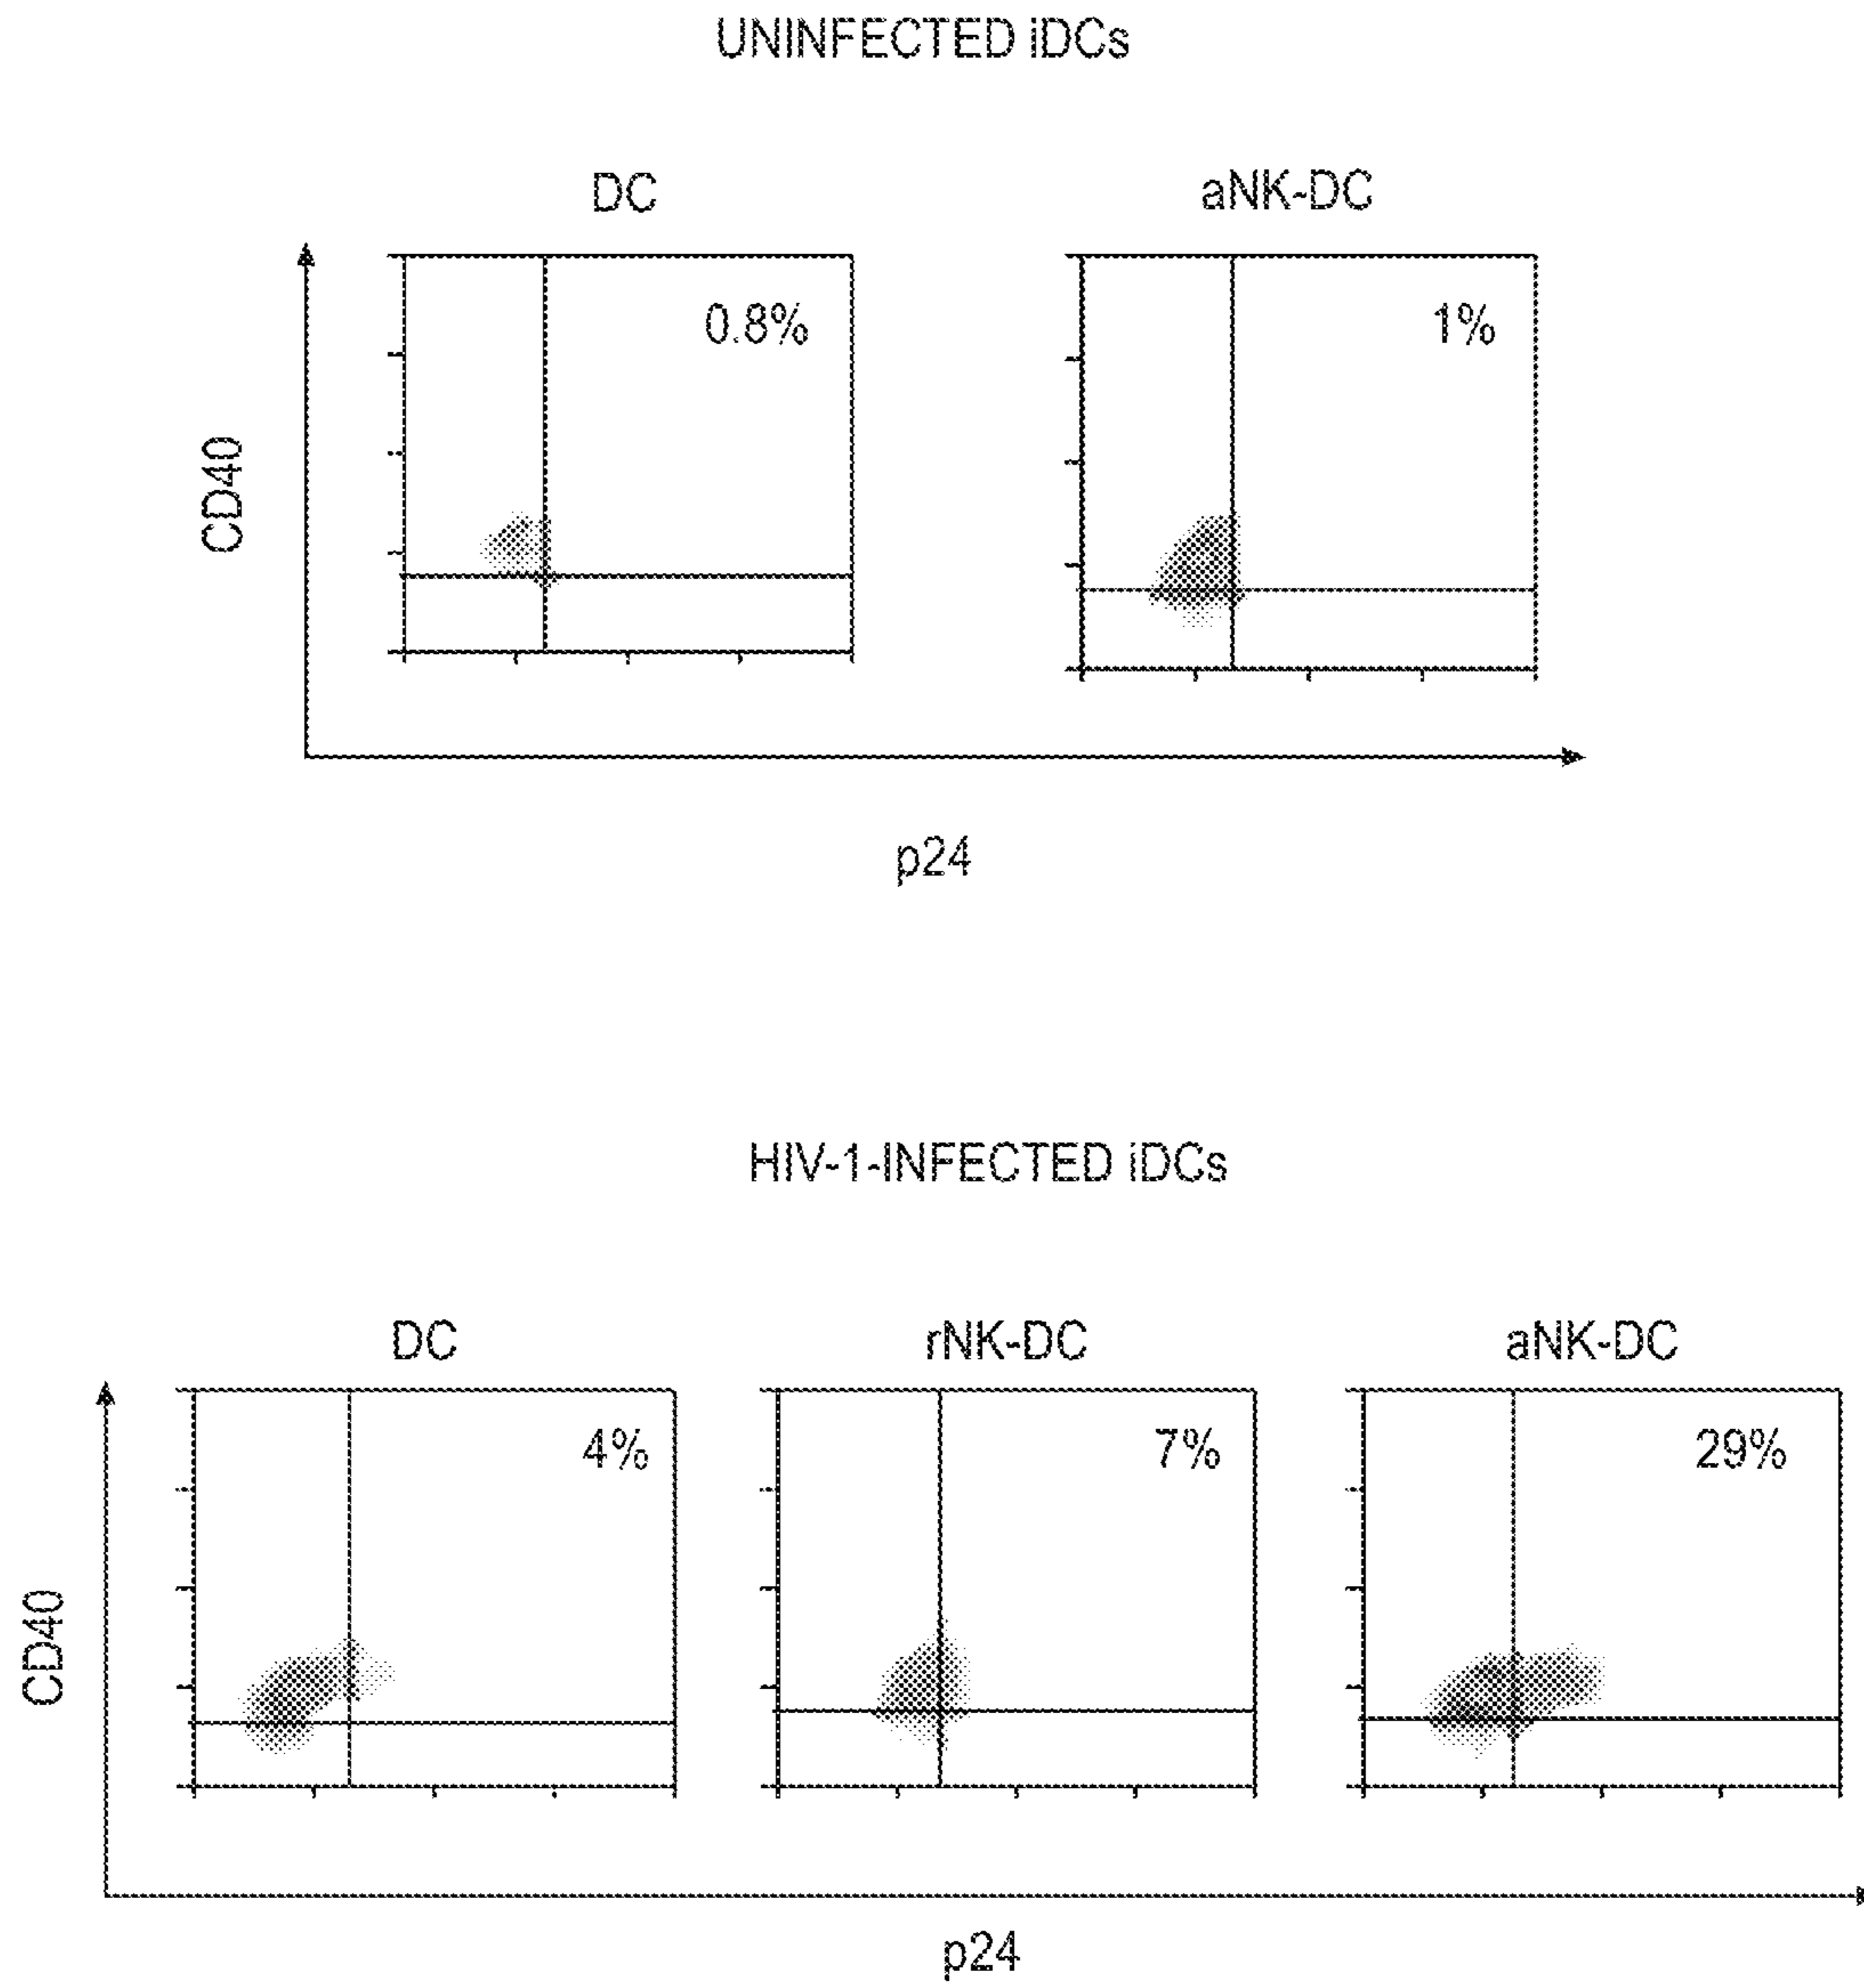 UNINFECTED iDCs
DC
aNK-DC
0.8%
1%
CD40
p24
HIV-1-INFECTED iDCs
DC
rNK-DC
aNK-DC
4%
7%
29%
CD40
p24